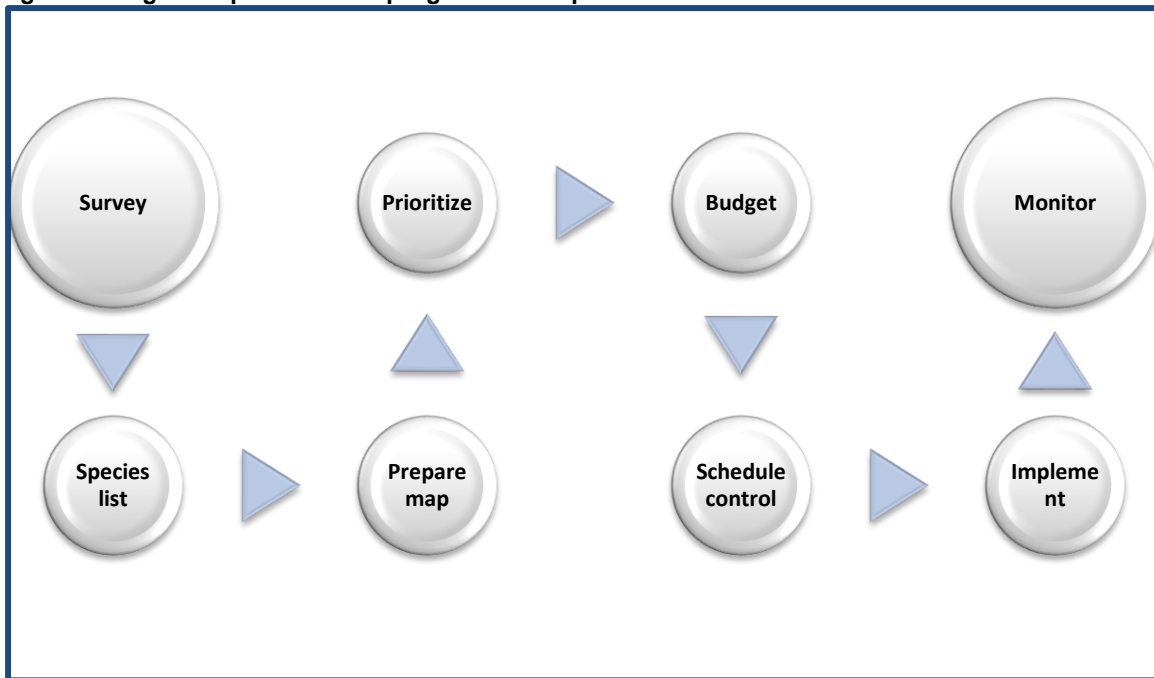 Survey
Species
list
Prepare
map
Prioritize
Budget
Schedule
control
Impleme
nt
Monitor